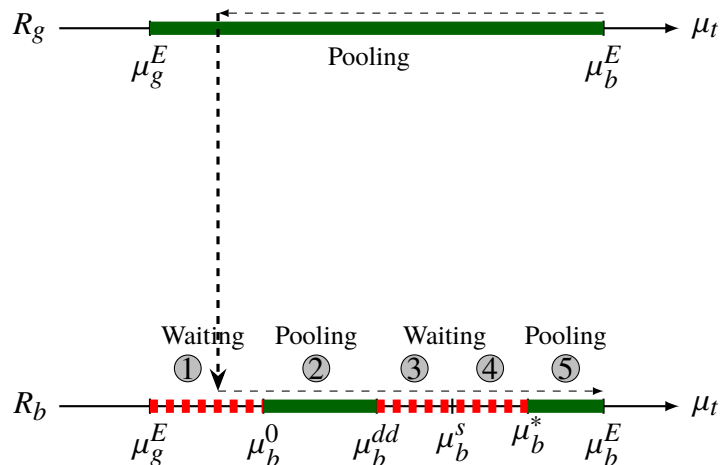 R_g μ_t
μ_g^E Pooling μ_b^E
Waiting Pooling Waiting Pooling
1 2 3 4 5
R_b μ_t
μ_g^E μ_b^0 μ_b^{dd} μ_b^s μ_b^* μ_b^E